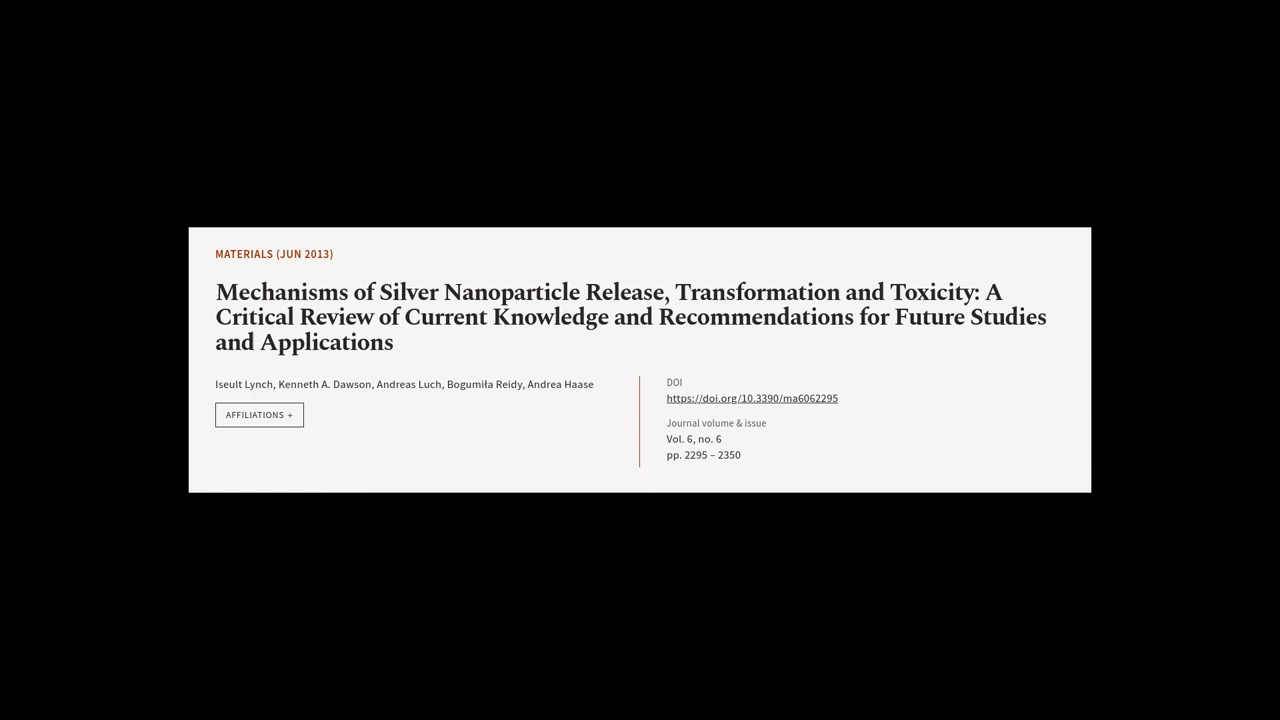 MATERIALS (JUN 2013)
Mechanisms of Silver Nanoparticle Release, Transformation and Toxicity: A
Critical Review of Current Knowledge and Recommendations for Future Studies
and Applications
Iseult Lynch, Kenneth A. Dawson, Andreas Luch, Bogumiła Reidy, Andrea Haase
AFFILIATIONS +
DOI
https://doi.org/10.3390/ma6062295
Journal volume & issue
Vol. 6, no. 6
pp. 2295 – 2350